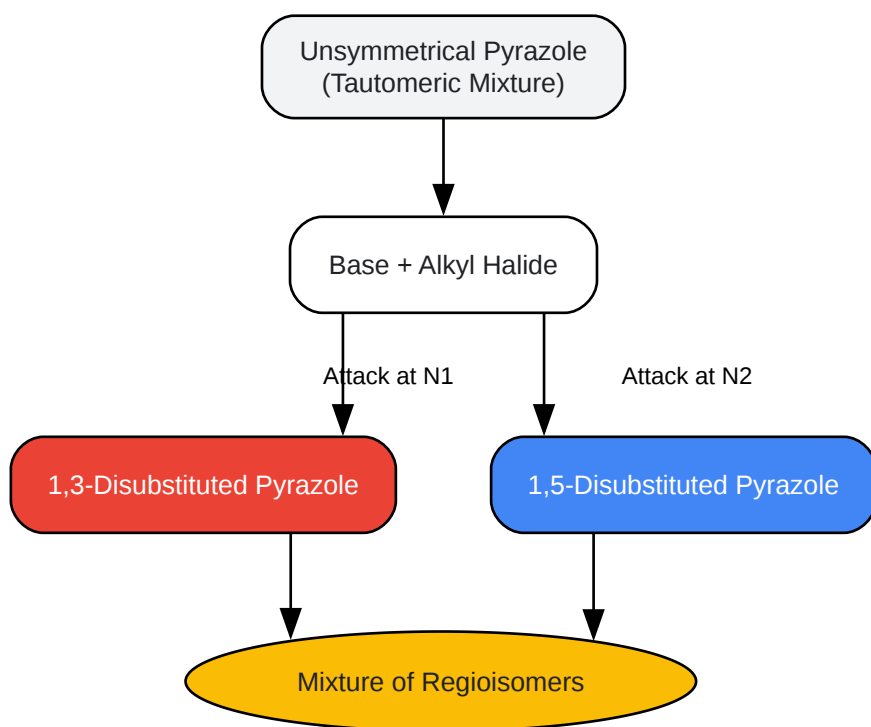 Unsymmetrical Pyrazole
(Tautomeric Mixture)
Base + Alkyl Halide
Attack at N1
Attack at N2
1,3-Disubstituted Pyrazole
1,5-Disubstituted Pyrazole
Mixture of Regioisomers